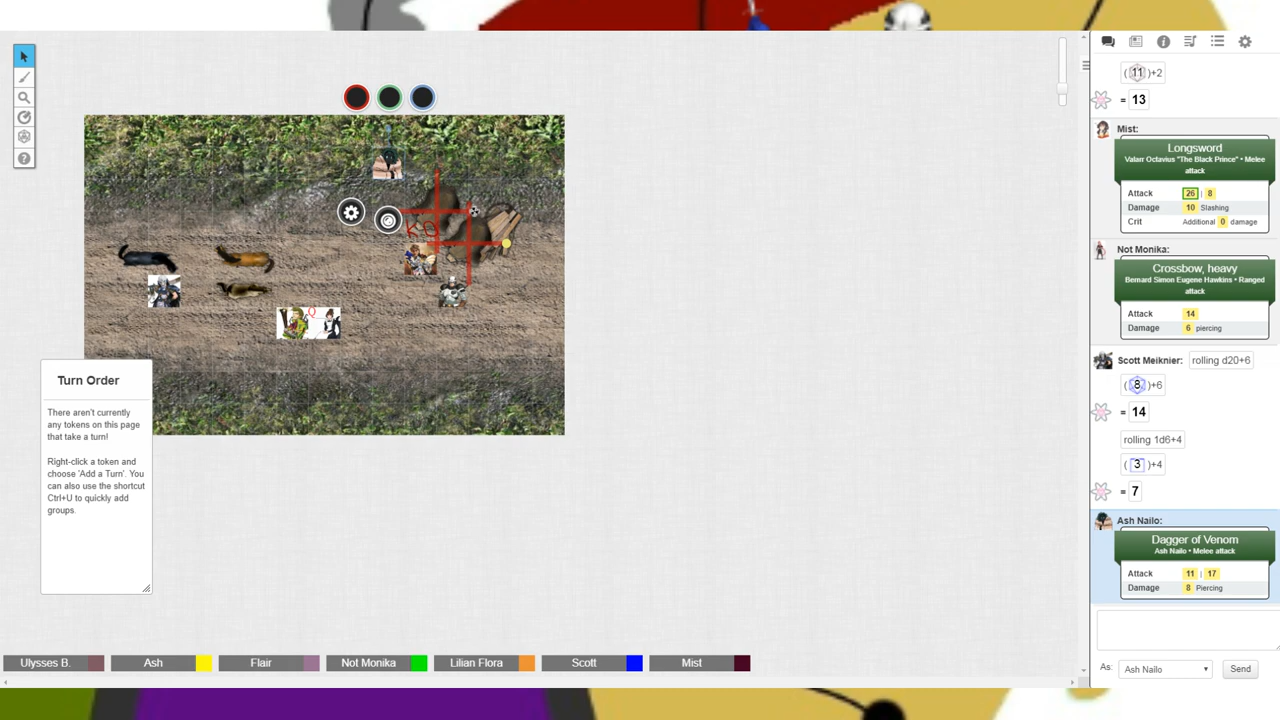 (11)+2
= 13
Mist:
Longsword
Valarr Octavius "The Black Prince" • Melee
attack
Attack 26 | 8
Damage 10 Slashing
Crit Additional 0 damage
Not Monika:
Crossbow, heavy
Bernard Simon Eugene Hawkins • Ranged
attack
Attack 14
Damage 6 piercing
Scott Meiknier: rolling d20+6
(8)+6
= 14
rolling 1d6+4
(3)+4
= 7
Ash Nailo:
Dagger of Venom
Ash Nailo • Melee attack
Attack 11 | 17
Damage 8 Piercing
As: Ash Nailo Send
KO
Q
Turn Order
There aren't currently
any tokens on this page
that take a turn!
Right-click a token and
choose 'Add a Turn'. You
can also use the shortcut
Ctrl+U to quickly add
groups.
Ulysses B. Ash Flair Not Monika Lilian Flora Scott Mist